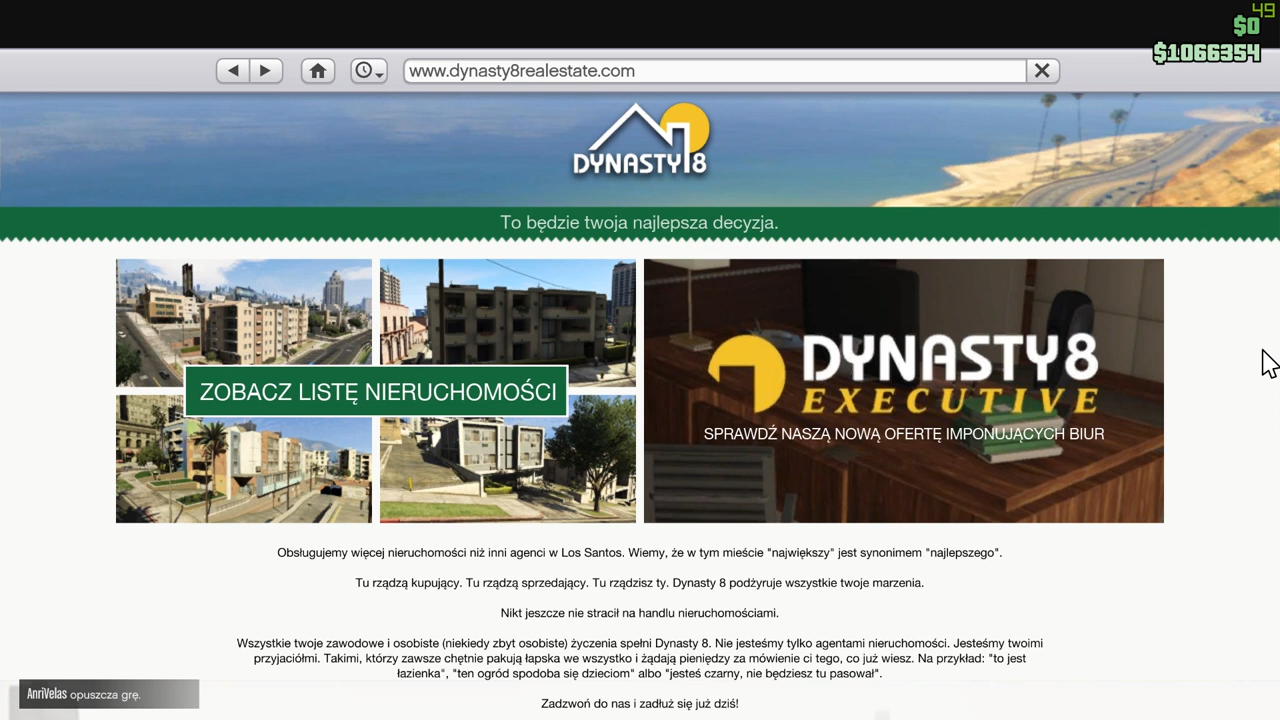 49
$0
$1066354
www.dynasty8realestate.com
DYNASTY 8
To będzie twoja najlepsza decyzja.
ZOBACZ LISTĘ NIERUCHOMOŚCI
DYNASTY 8
EXECUTIVE
SPRAWDŹ NASZĄ NOWĄ OFERTĘ IMPONUJĄCYCH BIUR
Obsługujemy więcej nieruchomości niż inni agenci w Los Santos. Wiemy, że w tym mieście "największy" jest synonimem "najlepszego".
Tu rządzą kupujący. Tu rządzą sprzedający. Tu rządzisz ty. Dynasty 8 podżyruje wszystkie twoje marzenia.
Nikt jeszcze nie stracił na handlu nieruchomościami.
Wszystkie twoje zawodowe i osobiste (niekiedy zbyt osobiste) życzenia spełni Dynasty 8. Nie jesteśmy tylko agentami nieruchomości. Jesteśmy twoimi
przyjaciółmi. Takimi, którzy zawsze chętnie pakują łapska we wszystko i żądają pieniędzy za mówienie ci tego, co już wiesz. Na przykład: "to jest
łazienka", "ten ogród spodoba się dzieciom" albo "jesteś czarny, nie będziesz tu pasował".
AnriVelas opuszcza grę.
Zadzwoń do nas i zadłuż się już dziś!